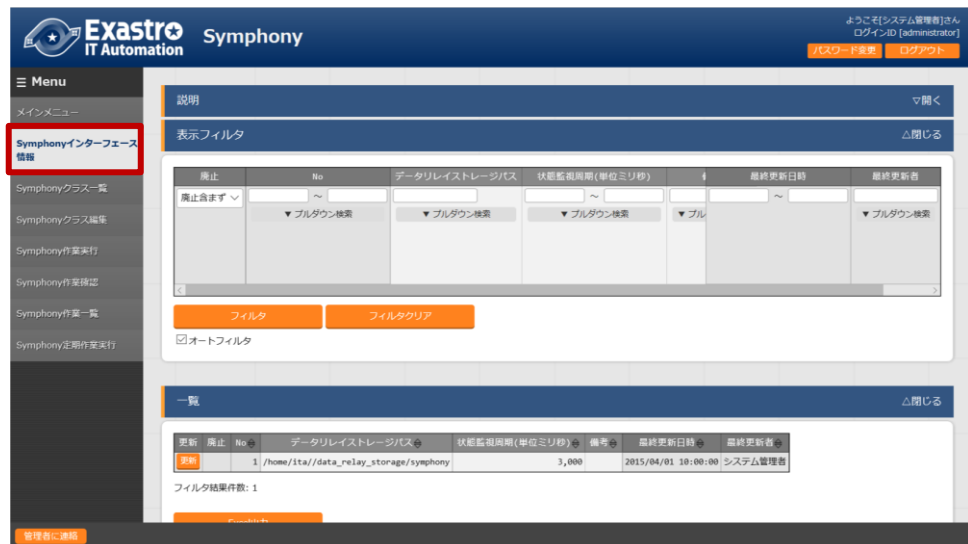 Exastro
IT Automation
Symphony
ようこそ[システム管理者]さん
ログインID [administrator]
パスワード変更 ログアウト
☰ Menu
メインメニュー
Symphonyインターフェース
情報
Symphonyクラス一覧
Symphonyクラス編集
Symphony作業実行
Symphony作業確認
Symphony作業一覧
Symphony定期作業実行
説明 ▽開く
表示フィルタ △閉じる
廃止 No データリレイストレージパス 状態監視周期(単位ミリ秒) 最終更新日時 最終更新者
廃止含まず ～ ～ ～
▼ プルダウン検索 ▼ プルダウン検索 ▼ プルダウン検索 ▼ プル ▼ プルダウン検索
フィルタ フィルタクリア
オートフィルタ
一覧 △閉じる
更新 廃止 No データリレイストレージパス 状態監視周期(単位ミリ秒) 備考 最終更新日時 最終更新者
更新 1 /home/ita//data_relay_storage/symphony 3,000 2015/04/01 10:00:00 システム管理者
フィルタ結果件数: 1
管理者に連絡